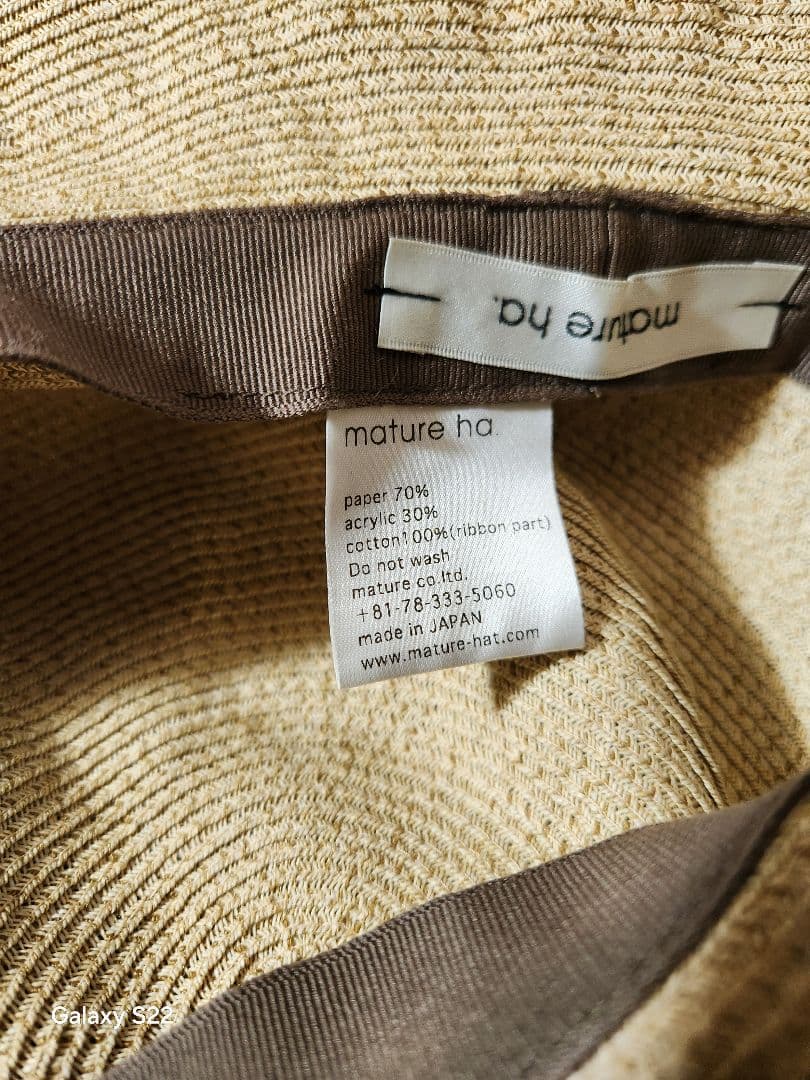 mature ha.
mature ha.
paper 70%
acrylic 30%
cotton100%(ribbon part)
Do not wash
mature co.ltd.
+81-78-333-5060
made in JAPAN
www.mature-hat.com
Galaxy S22